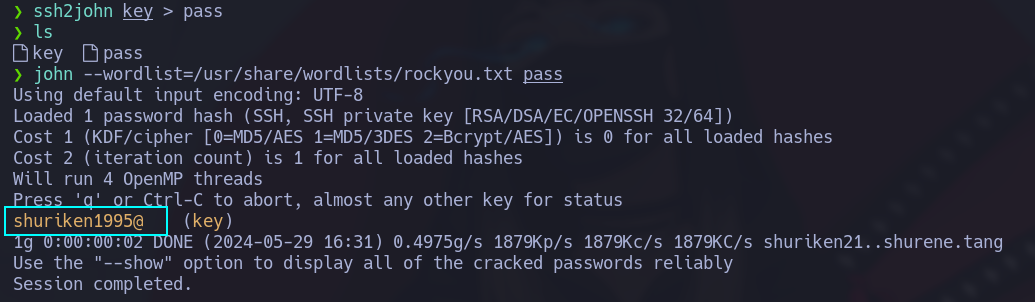 ❯ ssh2john key > pass
❯ ls
key pass
❯ john --wordlist=/usr/share/wordlists/rockyou.txt pass
Using default input encoding: UTF-8
Loaded 1 password hash (SSH, SSH private key [RSA/DSA/EC/OPENSSH 32/64])
Cost 1 (KDF/cipher [0=MD5/AES 1=MD5/3DES 2=Bcrypt/AES]) is 0 for all loaded hashes
Cost 2 (iteration count) is 1 for all loaded hashes
Will run 4 OpenMP threads
Press 'q' or Ctrl-C to abort, almost any other key for status
shuriken1995@ (key)
1g 0:00:00:02 DONE (2024-05-29 16:31) 0.4975g/s 1879Kp/s 1879Kc/s 1879KC/s shuriken21..shurene.tang
Use the "--show" option to display all of the cracked passwords reliably
Session completed.